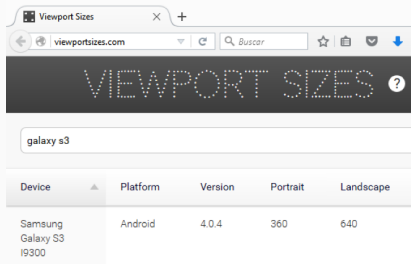 Viewport Sizes
viewportsizes.com
Buscar
VIEWPORT SIZES ?
galaxy s3
Device Platform Version Portrait Landscape
Samsung Android 4.0.4 360 640
Galaxy S3
I9300